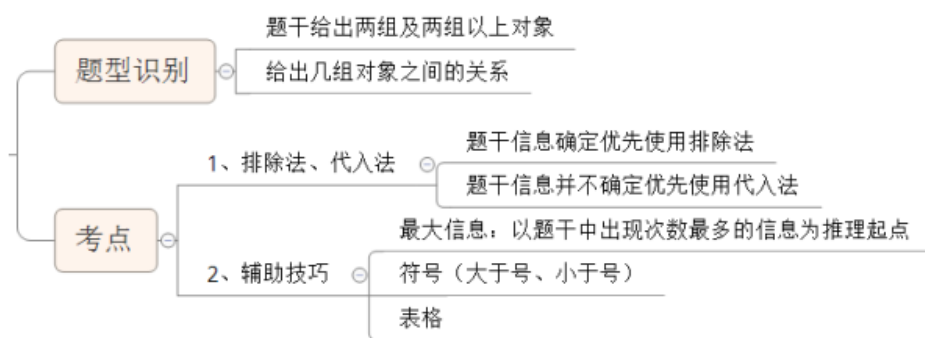 题型识别
题干给出两组及两组以上对象
给出几组对象之间的关系
考点
1、排除法、代入法
题干信息确定优先使用排除法
题干信息并不确定优先使用代入法
2、辅助技巧
最大信息：以题干中出现次数最多的信息为推理起点
符号（大于号、小于号）
表格